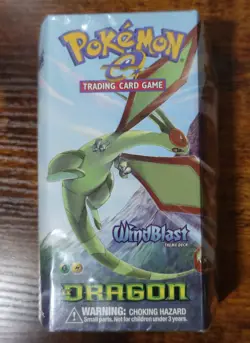 POKéMON
TRADING CARD GAME
WindBlast
THEME DECK
DRAGON
WARNING: CHOKING HAZARD
Small parts. Not for children under 3 years.